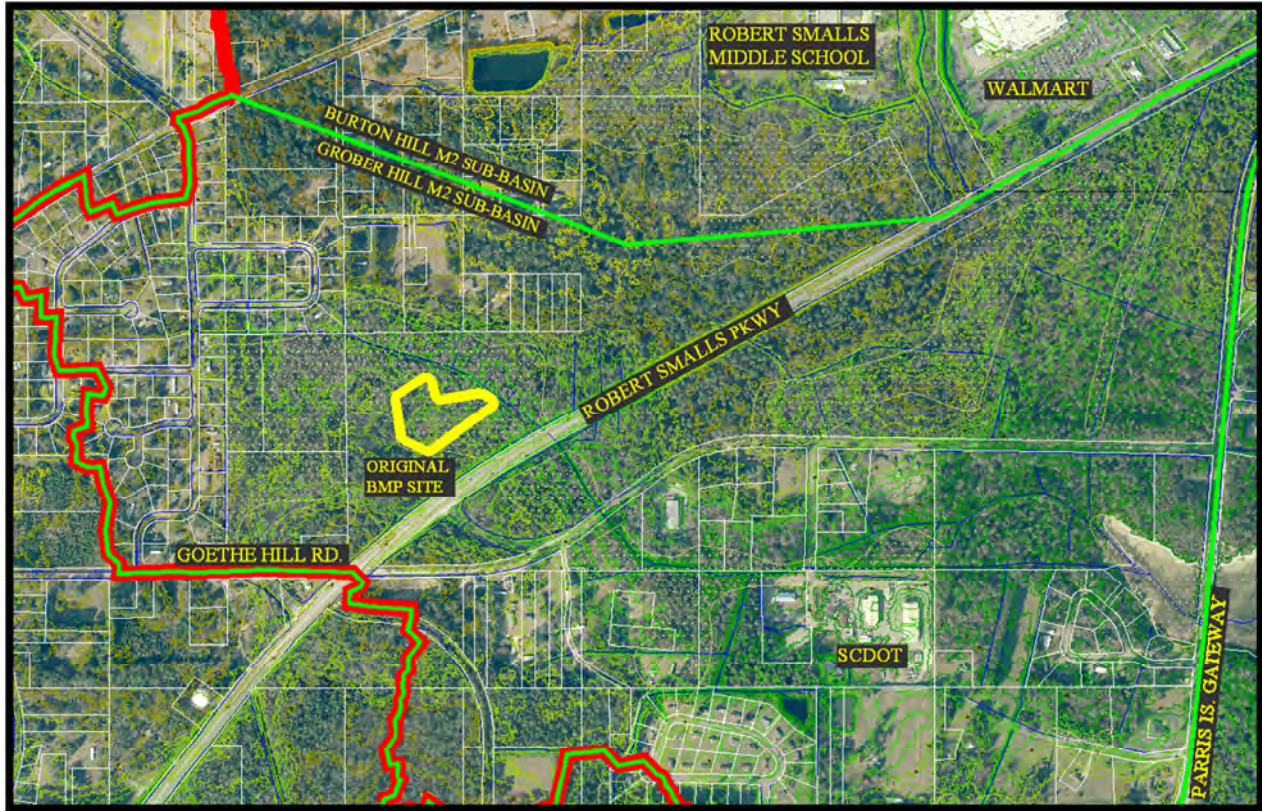 ROBERT SMALLS
MIDDLE SCHOOL
WALMART
BURTON HILL M2 SUB-BASIN
GROBER HILL M2 SUB-BASIN
ROBERT SMALLS PKWY
ORIGINAL
BMP SITE
GOETHE HILL RD.
SCDOT
PARRIS IS. GATEWAY